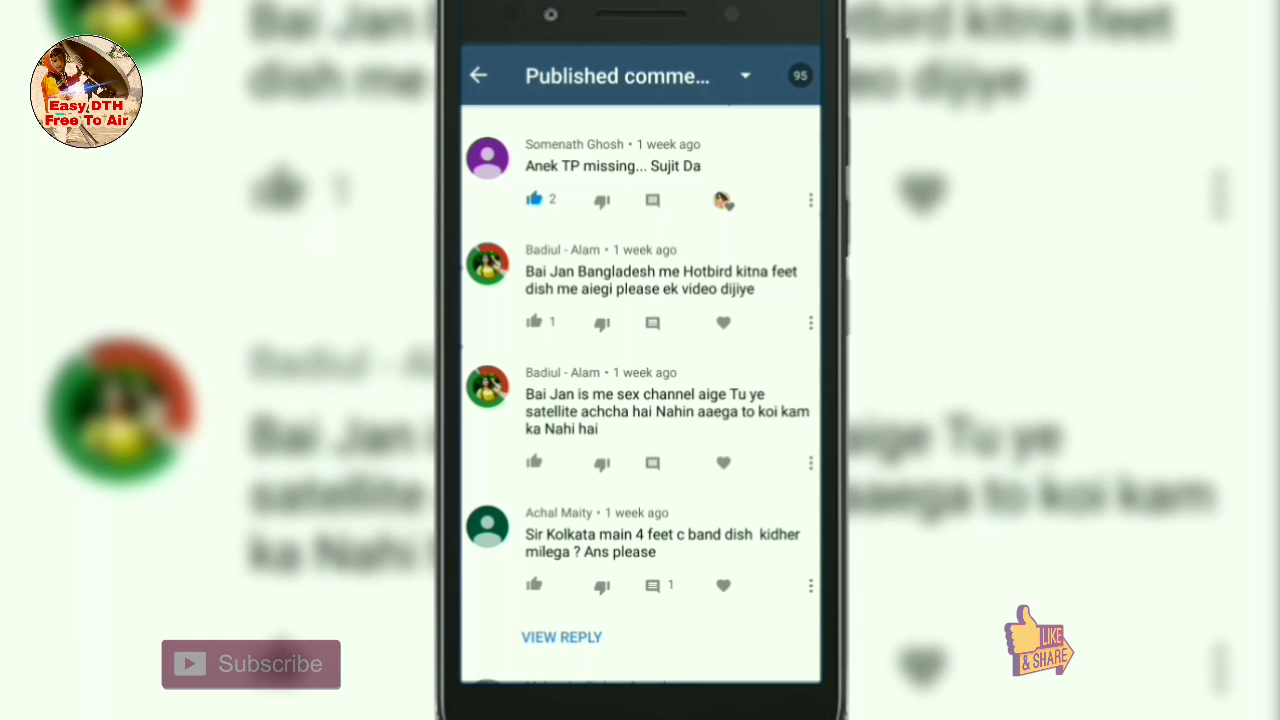 Easy DTH
Free To Air
Published comme...
95
Somenath Ghosh • 1 week ago
Anek TP missing... Sujit Da
2
Badiul - Alam • 1 week ago
Bai Jan Bangladesh me Hotbird kitna feet
dish me aiegi please ek video dijiye
1
Badiul - Alam • 1 week ago
Bai Jan is me sex channel aige Tu ye
satellite achcha hai Nahin aaega to koi kam
ka Nahi hai
Achal Maity • 1 week ago
Sir Kolkata main 4 feet c band dish kidher
milega ? Ans please
1
VIEW REPLY
Subscribe
LIKE
& SHARE